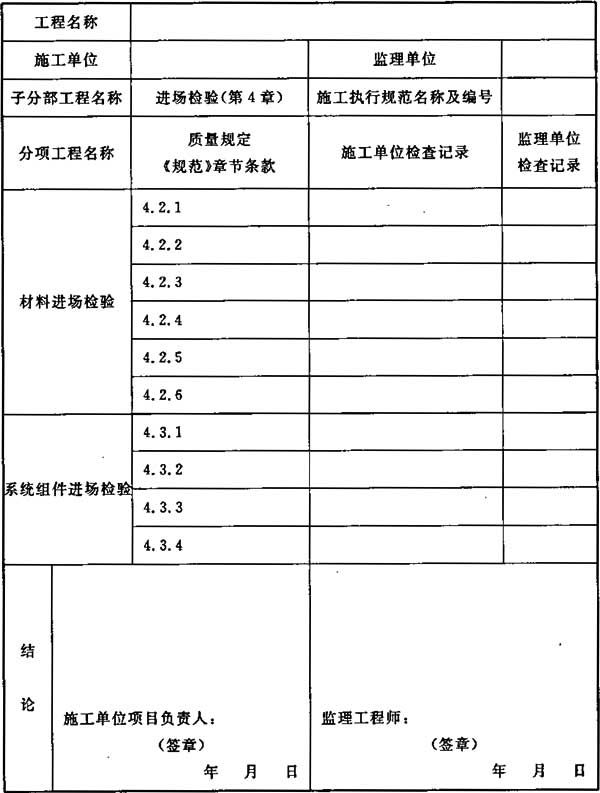 工程名称
施工单位 监理单位
子分部工程名称 进场检验(第4章) 施工执行规范名称及编号
分项工程名称 质量规定
《规范》章节条款 施工单位检查记录 监理单位
检查记录
材料进场检验 4.2.1
4.2.2
4.2.3
4.2.4
4.2.5
4.2.6
系统组件进场检验 4.3.1
4.3.2
4.3.3
4.3.4
结
论
施工单位项目负责人:
(签章)
年 月 日
监理工程师:
(签章)
年 月 日